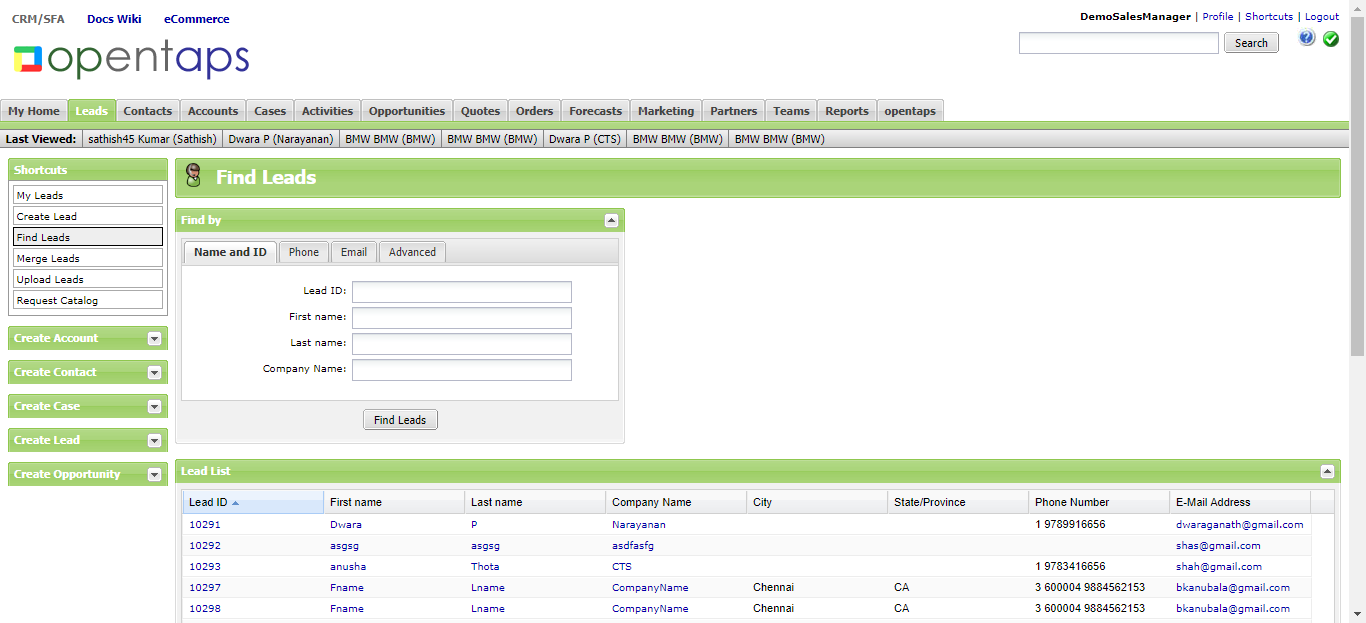 CRM/SFA Docs Wiki eCommerce
DemoSalesManager | Profile | Shortcuts | Logout
opentaps
Search
My Home Leads Contacts Accounts Cases Activities Opportunities Quotes Orders Forecasts Marketing Partners Teams Reports opentaps
Last Viewed: sathish45 Kumar (Sathish) Dwara P (Narayanan) BMW BMW (BMW) BMW BMW (BMW) Dwara P (CTS) BMW BMW (BMW) BMW BMW (BMW)
Shortcuts
My Leads
Create Lead
Find Leads
Merge Leads
Upload Leads
Request Catalog
Create Account
Create Contact
Create Case
Create Lead
Create Opportunity
Find Leads
Find by
Name and ID Phone Email Advanced
Lead ID:
First name:
Last name:
Company Name:
Find Leads
Lead List
Lead ID First name Last name Company Name City State/Province Phone Number E-Mail Address
10291 Dwara P Narayanan 1 9789916656 dwaraganath@gmail.com
10292 asgsg asgsg asdfasfg shas@gmail.com
10293 anusha Thota CTS 1 9783416656 shah@gmail.com
10297 Fname Lname CompanyName Chennai CA 3 600004 9884562153 bkanubala@gmail.com
10298 Fname Lname CompanyName Chennai CA 3 600004 9884562153 bkanubala@gmail.com